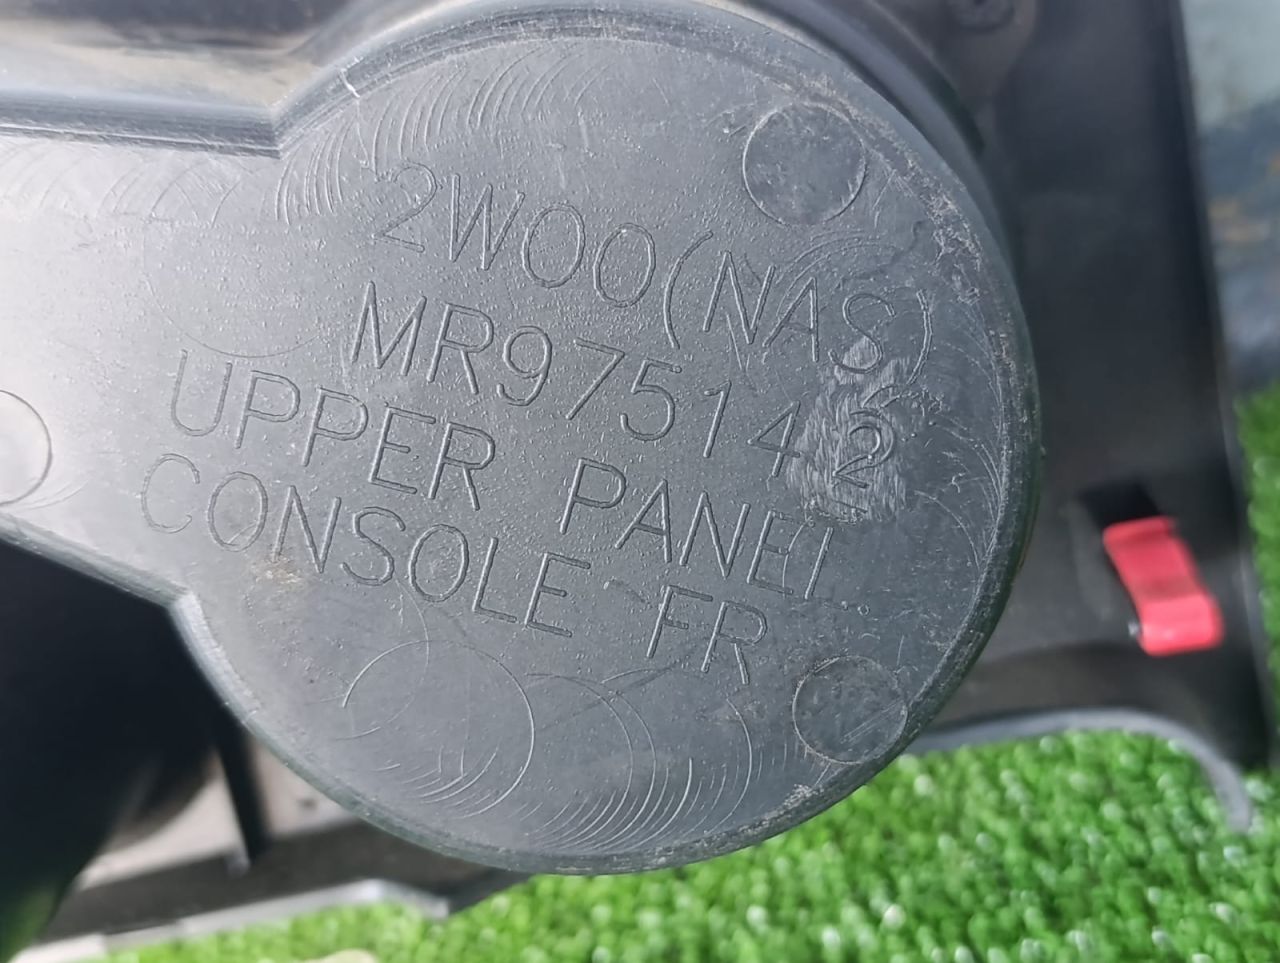 2W00(NAS)
MR975142
UPPER PANEL
CONSOLE FR